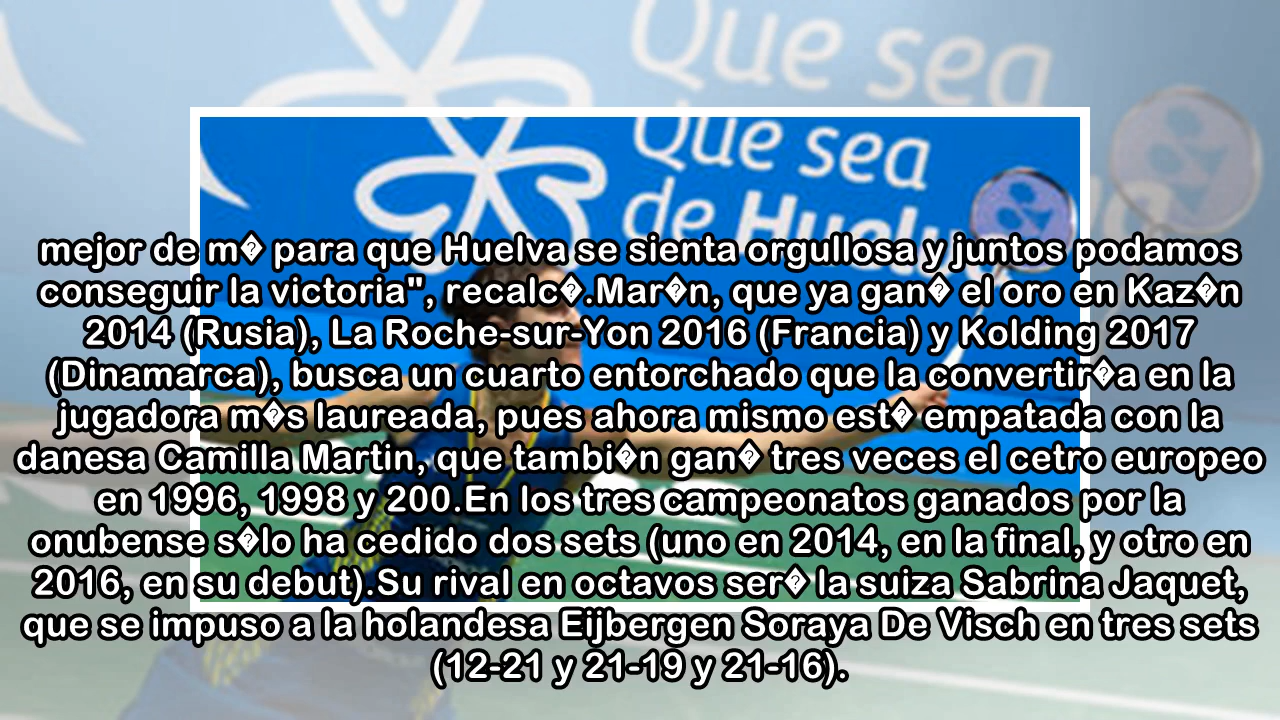 Que sea
Que sea
de Huelva
mejor de m� para que Huelva se sienta orgullosa y juntos podamos
conseguir la victoria", recalc�.Mar�n, que ya gan� el oro en Kaz�n
2014 (Rusia), La Roche-sur-Yon 2016 (Francia) y Kolding 2017
(Dinamarca), busca un cuarto entorchado que la convertir�a en la
jugadora m�s laureada, pues ahora mismo est� empatada con la
danesa Camilla Martin, que tambi�n gan� tres veces el cetro europeo
en 1996, 1998 y 200.En los tres campeonatos ganados por la
onubense s�lo ha cedido dos sets (uno en 2014, en la final, y otro en
2016, en su debut).Su rival en octavos ser� la suiza Sabrina Jaquet,
que se impuso a la holandesa Eijbergen Soraya De Visch en tres sets
(12-21 y 21-19 y 21-16).